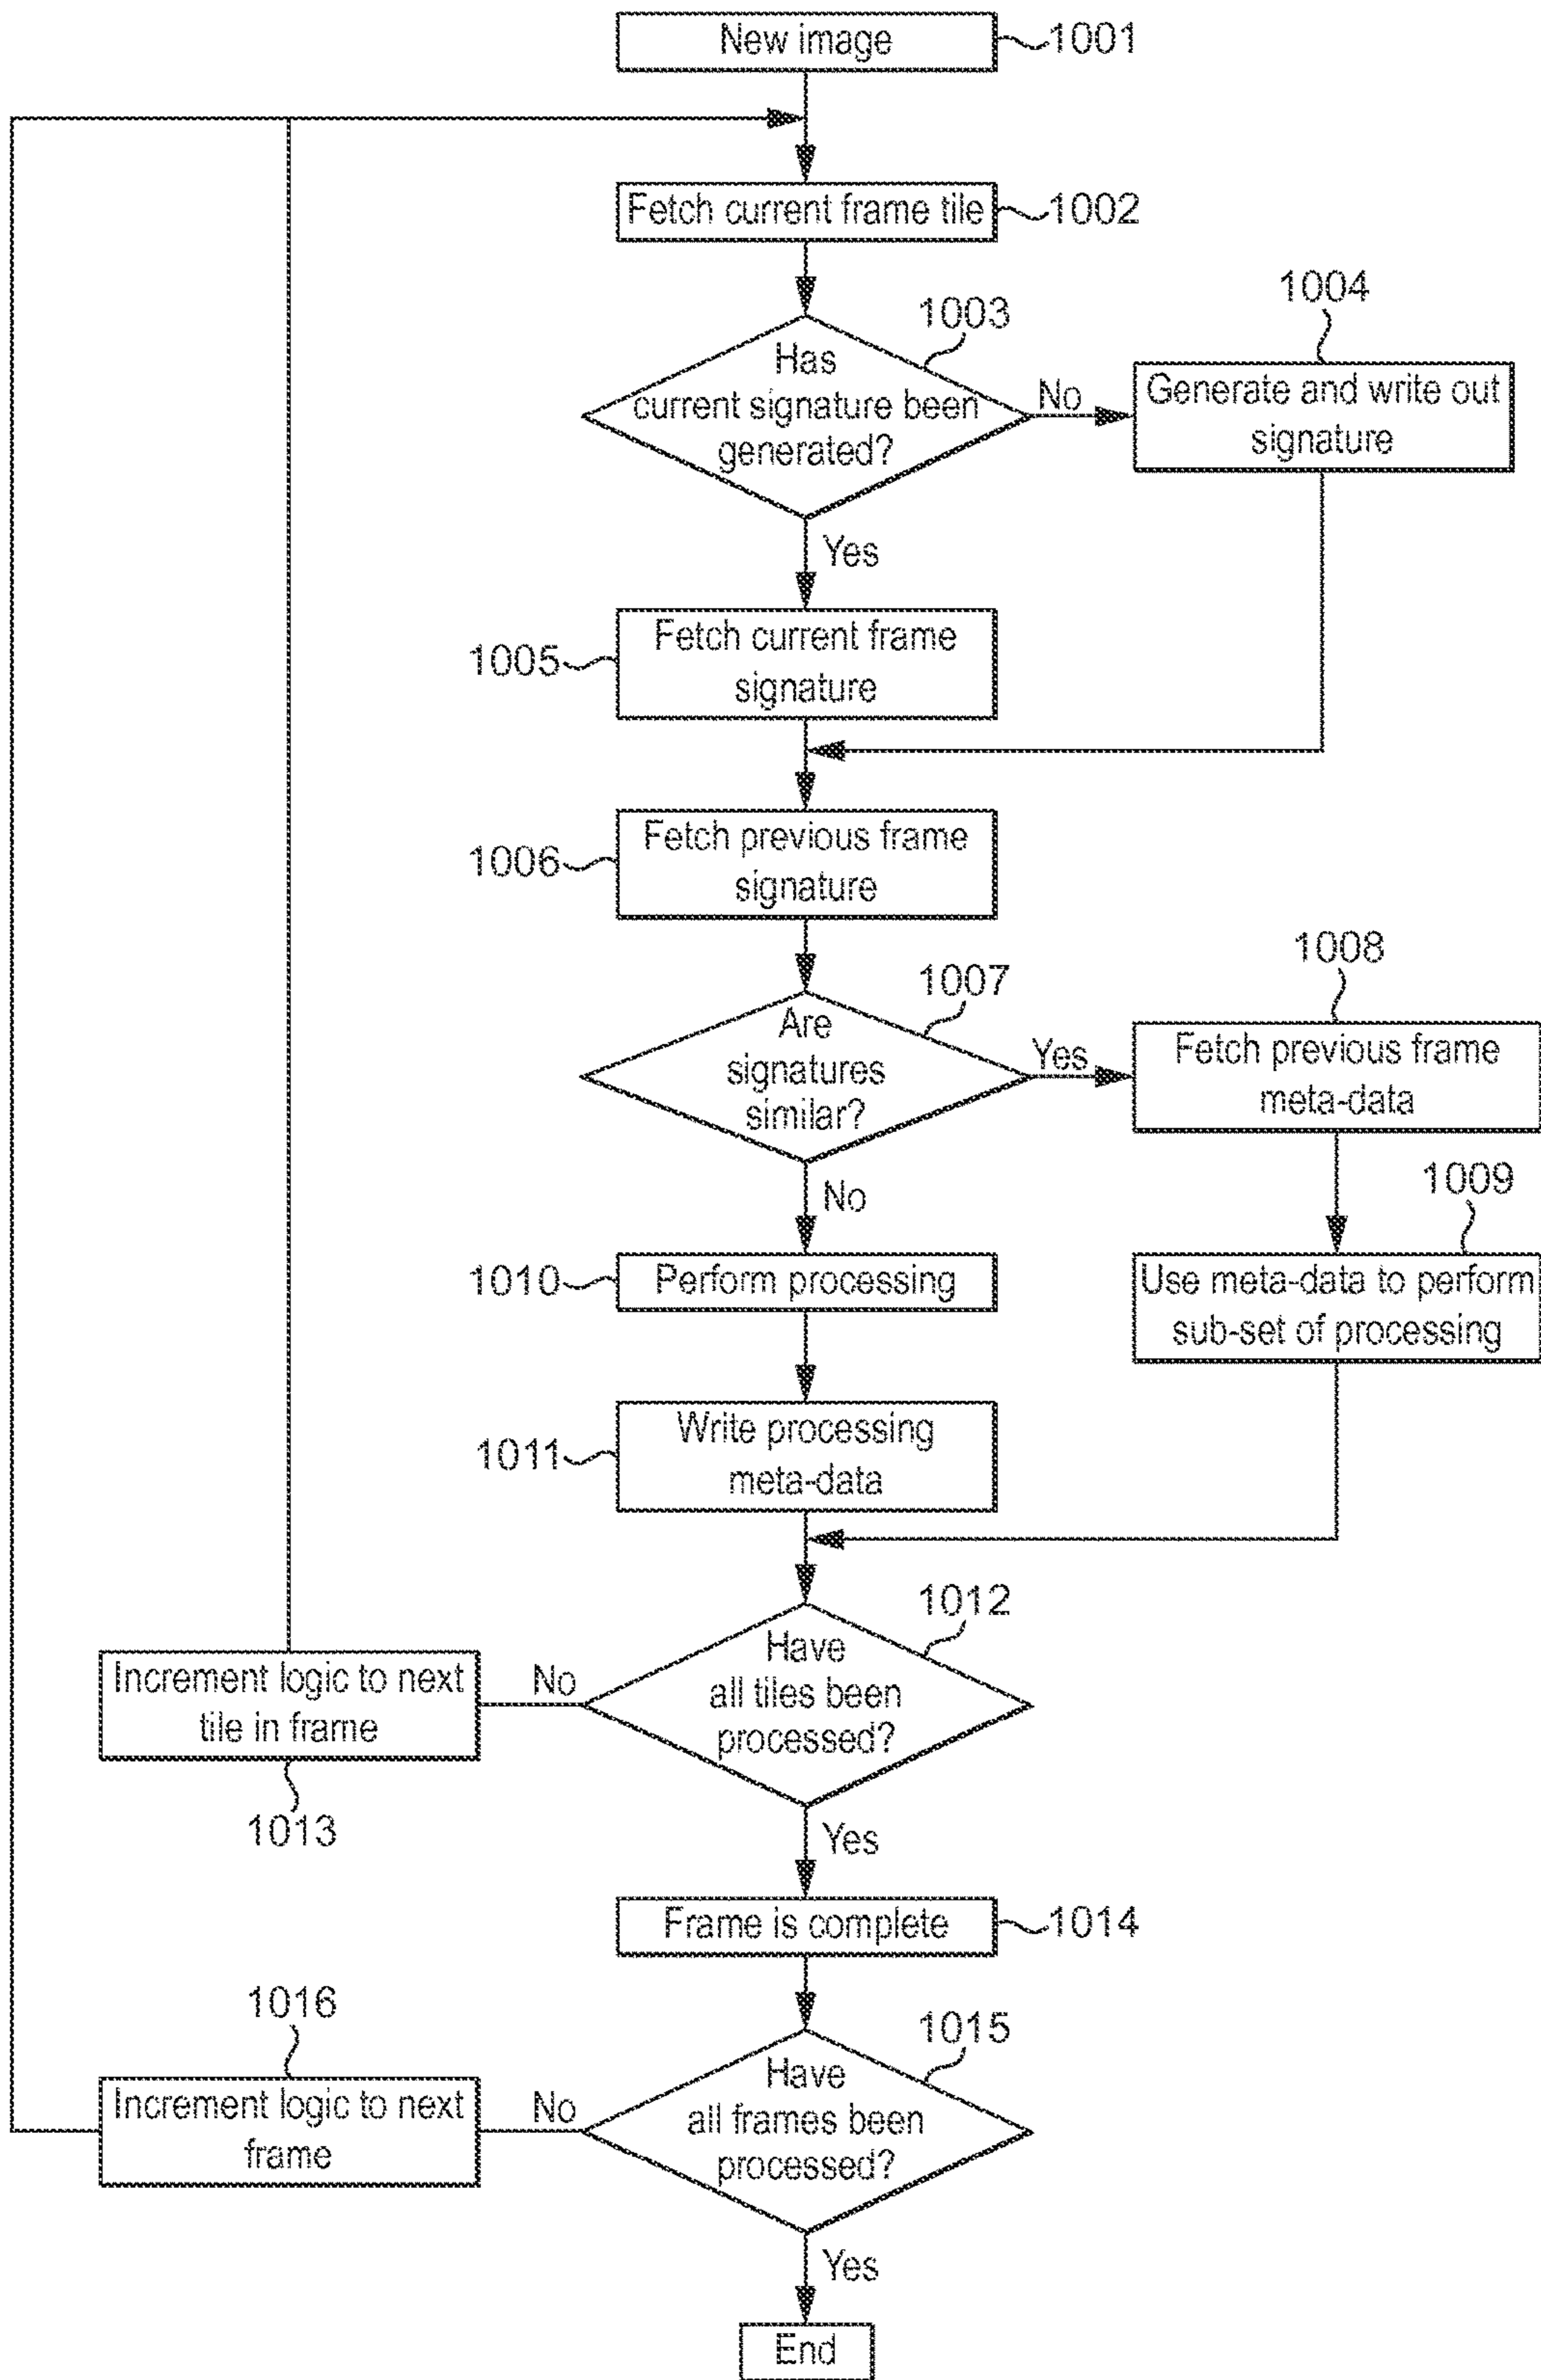 New image
1001
Fetch current frame tile
1002
1003
1004
Has
current signature been
generated?
No
Generate and write out
signature
Yes
1005
Fetch current frame
signature
1006
Fetch previous frame
signature
1007
1008
Are
signatures
similar?
Yes
Fetch previous frame
meta-data
No
1009
1010
Perform processing
Use meta-data to perform
sub-set of processing
1011
Write processing
meta-data
1012
Have
all tiles been
processed?
No
Increment logic to next
tile in frame
1013
Yes
Frame is complete
1014
1016
1015
Have
all frames been
processed?
No
Increment logic to next
frame
Yes
End